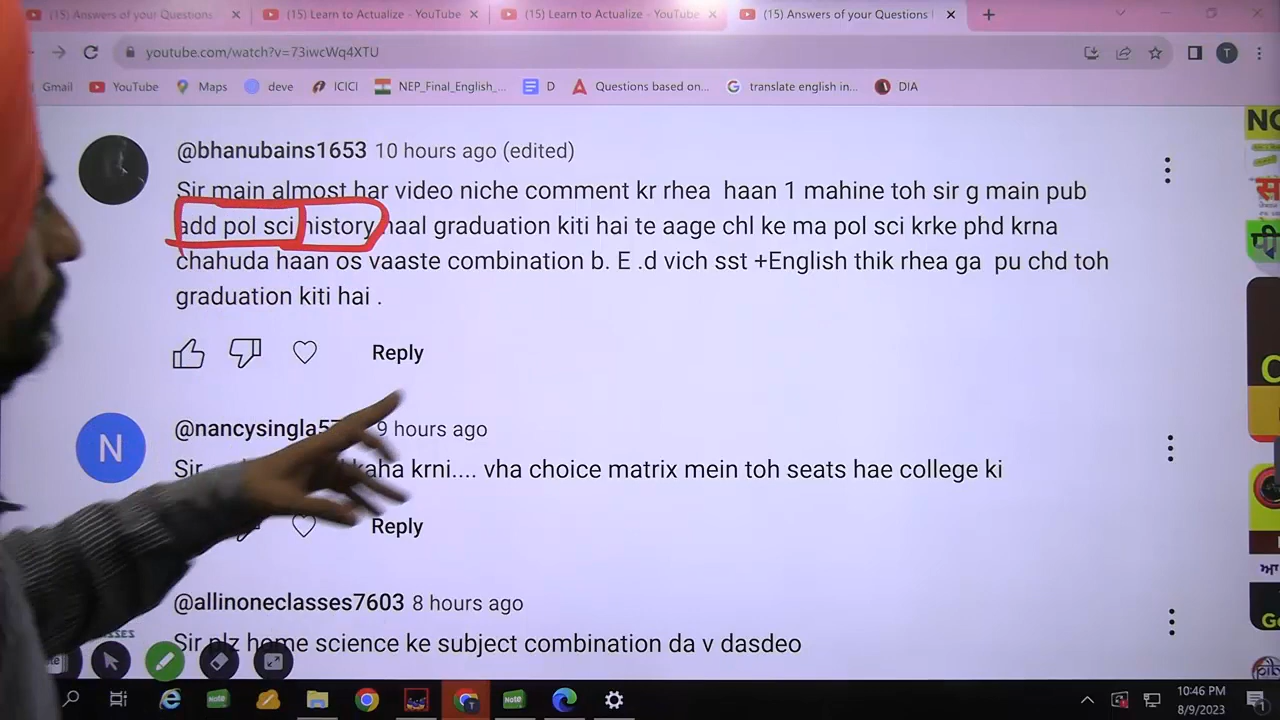 (15) Answers of your Questions
(15) Learn to Actualize - YouTube
(15) Learn to Actualize - YouTube
(15) Answers of your Questions
youtube.com/watch?v=73iwcWq4XTU
T
Gmail YouTube Maps deve ICICI NEP_Final_English_... D Questions based on... translate english in... DIA
@bhanubains1653 10 hours ago (edited)
Sir main almost har video niche comment kr rhea haan 1 mahine toh sir g main pub
add pol sci history naal graduation kiti hai te aage chl ke ma pol sci krke phd krna
chahuda haan os vaaste combination b. E .d vich sst +English thik rhea ga pu chd toh
graduation kiti hai .
Reply
N
@nancysingla57 9 hours ago
Sir kaha krni.... vha choice matrix mein toh seats hae college ki
Reply
@allinoneclasses7603 8 hours ago
Sir plz home science ke subject combination da v dasdeo
Note
Note
10:46 PM
8/9/2023
1